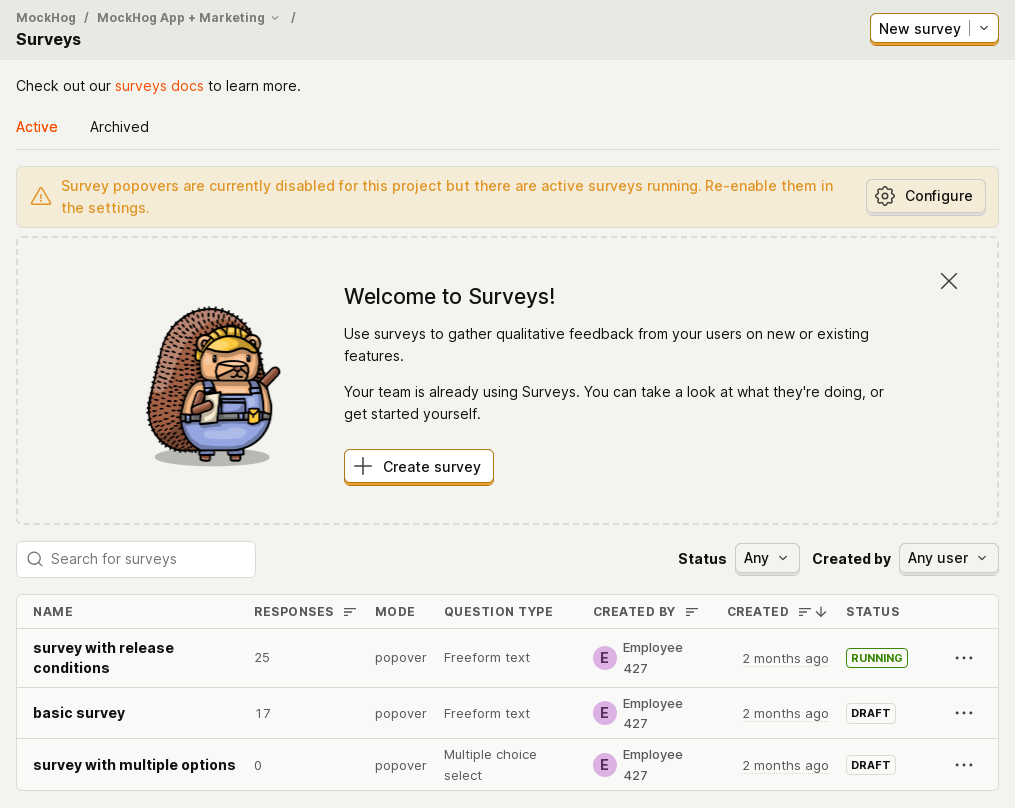 MockHog / MockHog App + Marketing /
Surveys
New survey
Check out our surveys docs to learn more.
Active Archived
Survey popovers are currently disabled for this project but there are active surveys running. Re-enable them in
the settings.
Configure
Welcome to Surveys!
Use surveys to gather qualitative feedback from your users on new or existing
features.
Your team is already using Surveys. You can take a look at what they're doing, or
get started yourself.
Create survey
Search for surveys
Status Any Created by Any user
NAME RESPONSES MODE QUESTION TYPE CREATED BY CREATED STATUS
survey with release
conditions
25 popover Freeform text E Employee
427
2 months ago RUNNING
basic survey 17 popover Freeform text E Employee
427
2 months ago DRAFT
survey with multiple options 0 popover Multiple choice
select
E Employee
427
2 months ago DRAFT